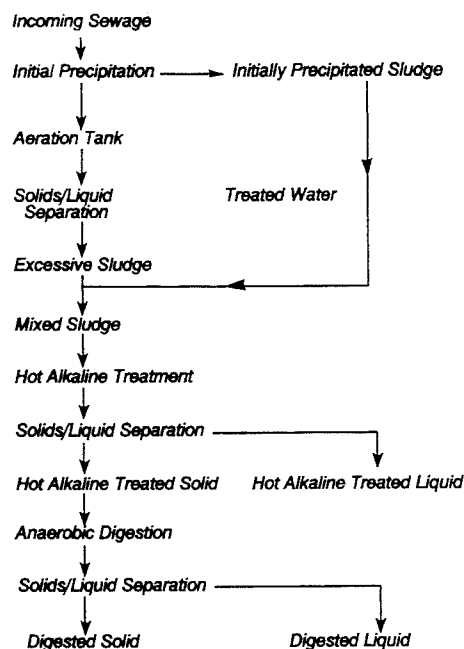 Incoming Sewage
Initial Precipitation
Initially Precipitated Sludge
Aeration Tank
Solids/Liquid
Separation
Treated Water
Excessive Sludge
Mixed Sludge
Hot Alkaline Treatment
Solids/Liquid Separation
Hot Alkaline Treated Solid
Hot Alkaline Treated Liquid
Anaerobic Digestion
Solids/Liquid Separation
Digested Solid
Digested Liquid